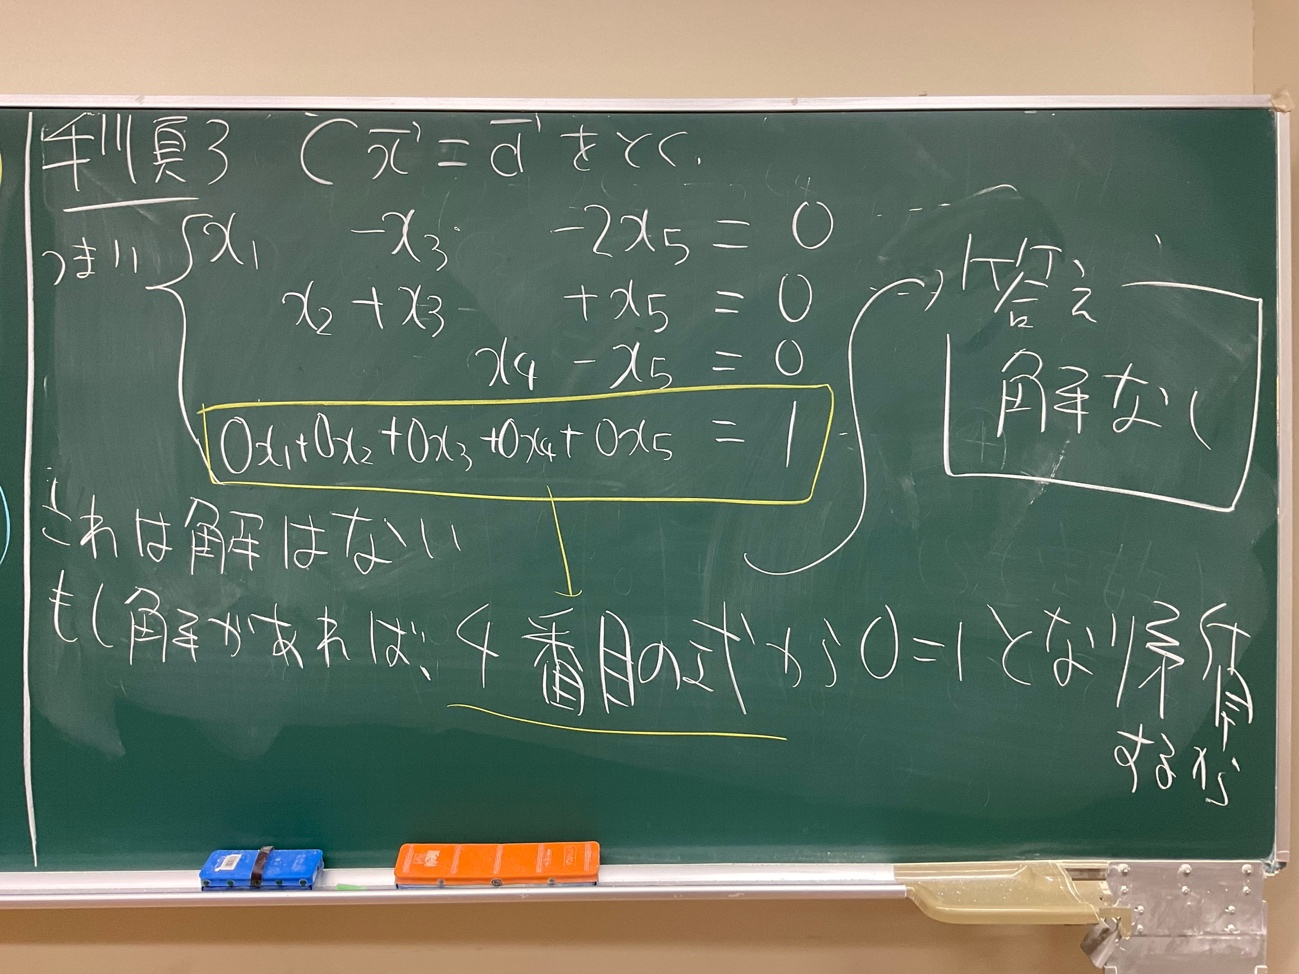 手順3 Cx⃗ = d⃗ をとく.
つまり { x₁ -x₃ -2x₅ = 0
x₂ + x₃ + x₅ = 0
x₄ - x₅ = 0
0x₁+0x₂+0x₃+0x₄+0x₅ = 1
これは解はない
もし解があれば、4番目の式から0=1となり矛盾
するから
答え
解なし